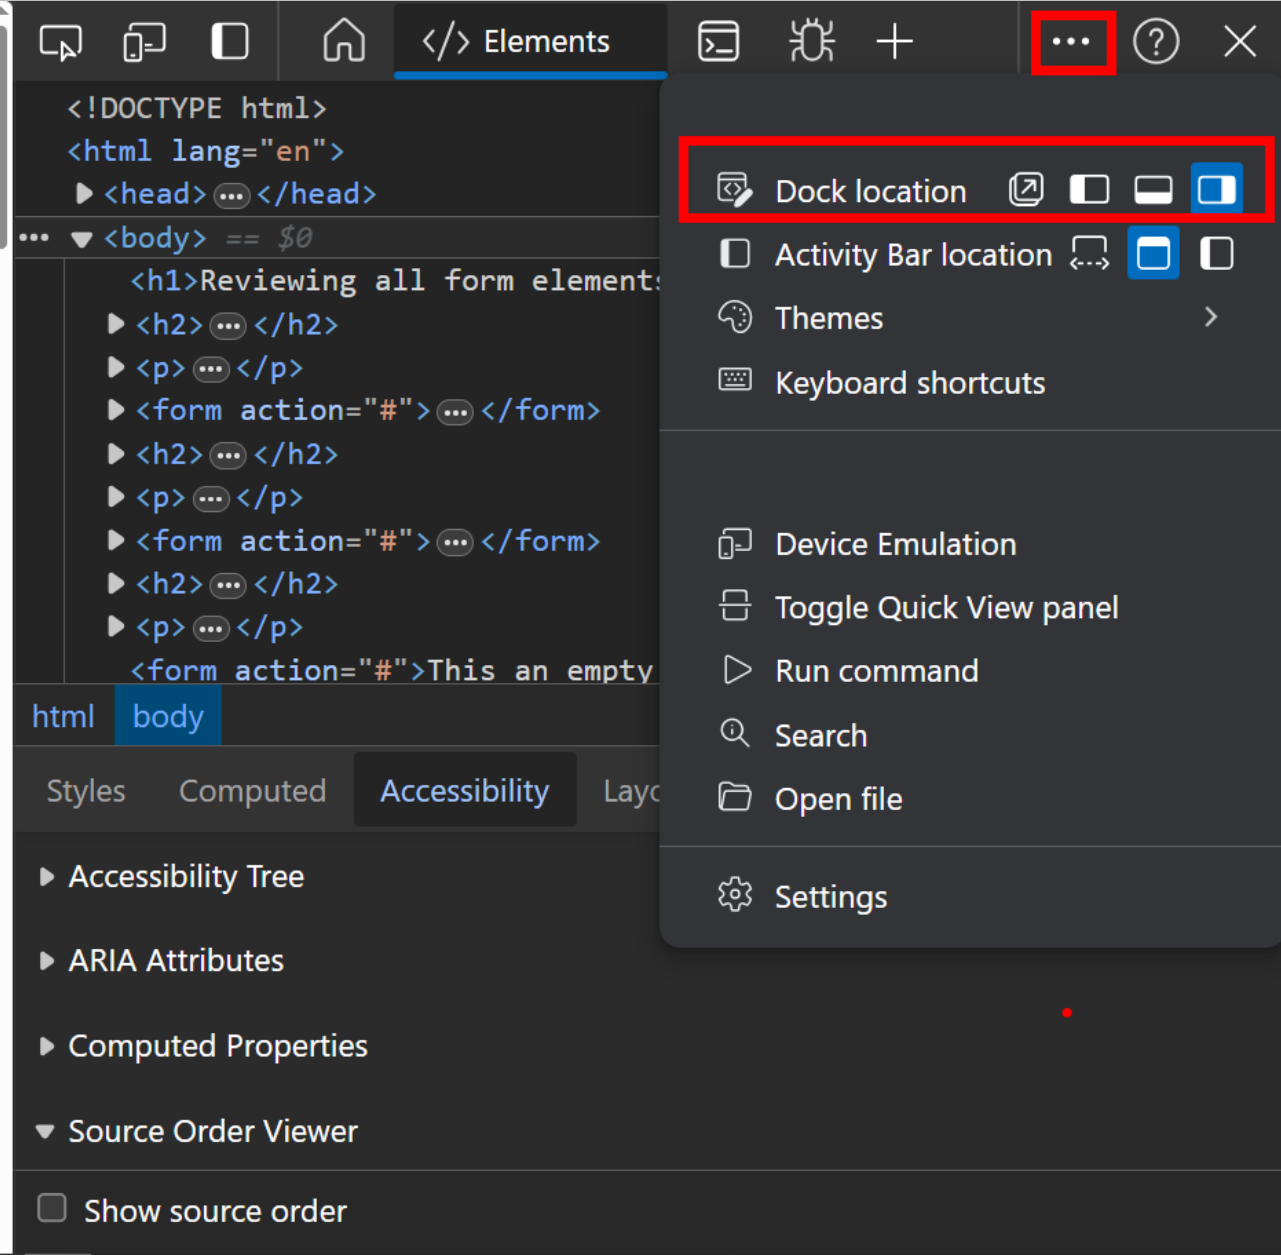 </> Elements
<!DOCTYPE html>
<html lang="en">
<head> ... </head>
... <body> == $0
<h1>Reviewing all form elements
<h2> ... </h2>
<p> ... </p>
<form action="#"> ... </form>
<h2> ... </h2>
<p> ... </p>
<form action="#"> ... </form>
<h2> ... </h2>
<p> ... </p>
<form action="#">This an empty
html body
Styles Computed Accessibility
Accessibility Tree
ARIA Attributes
Computed Properties
Source Order Viewer
Show source order
Dock location
Activity Bar location
Themes
Keyboard shortcuts
Device Emulation
Toggle Quick View panel
Run command
Search
Open file
Settings